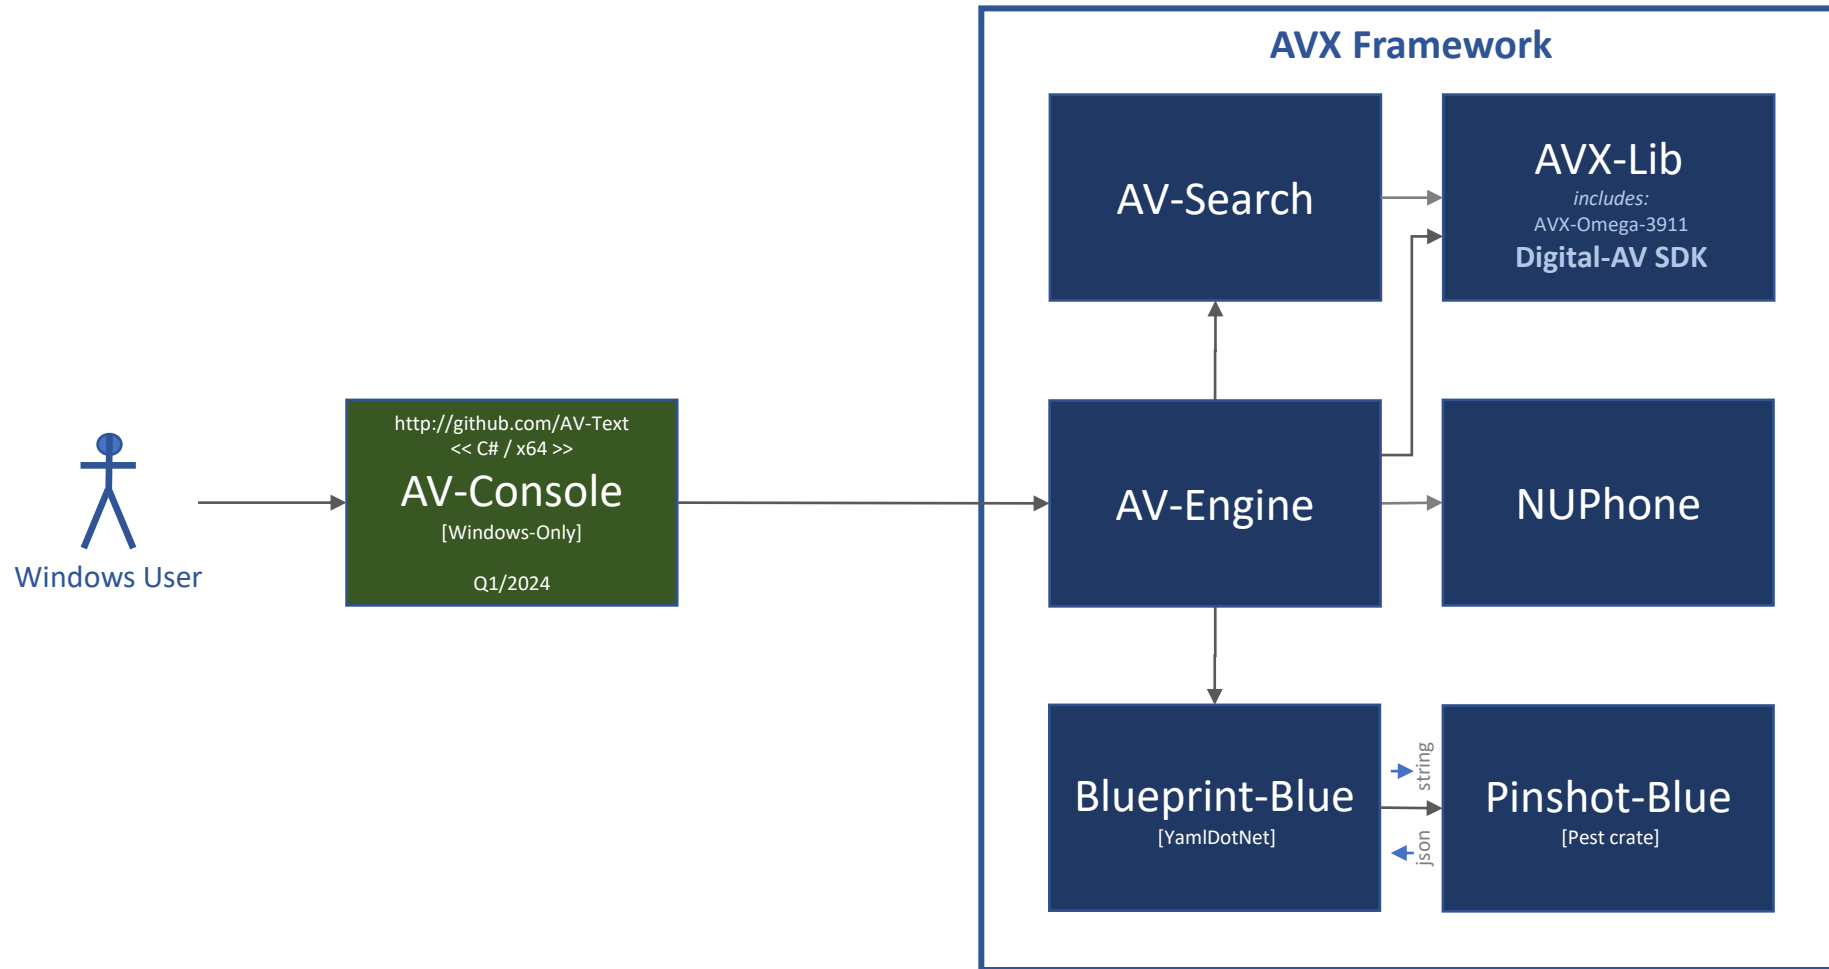 AVX Framework
AV-Search
AVX-Lib
includes:
AVX-Omega-3911
Digital-AV SDK
Windows User
http://github.com/AV-Text
<< C# / x64 >>
AV-Console
[Windows-Only]
Q1/2024
AV-Engine
NUPhone
Blueprint-Blue
[YamlDotNet]
string
json
Pinshot-Blue
[Pest crate]